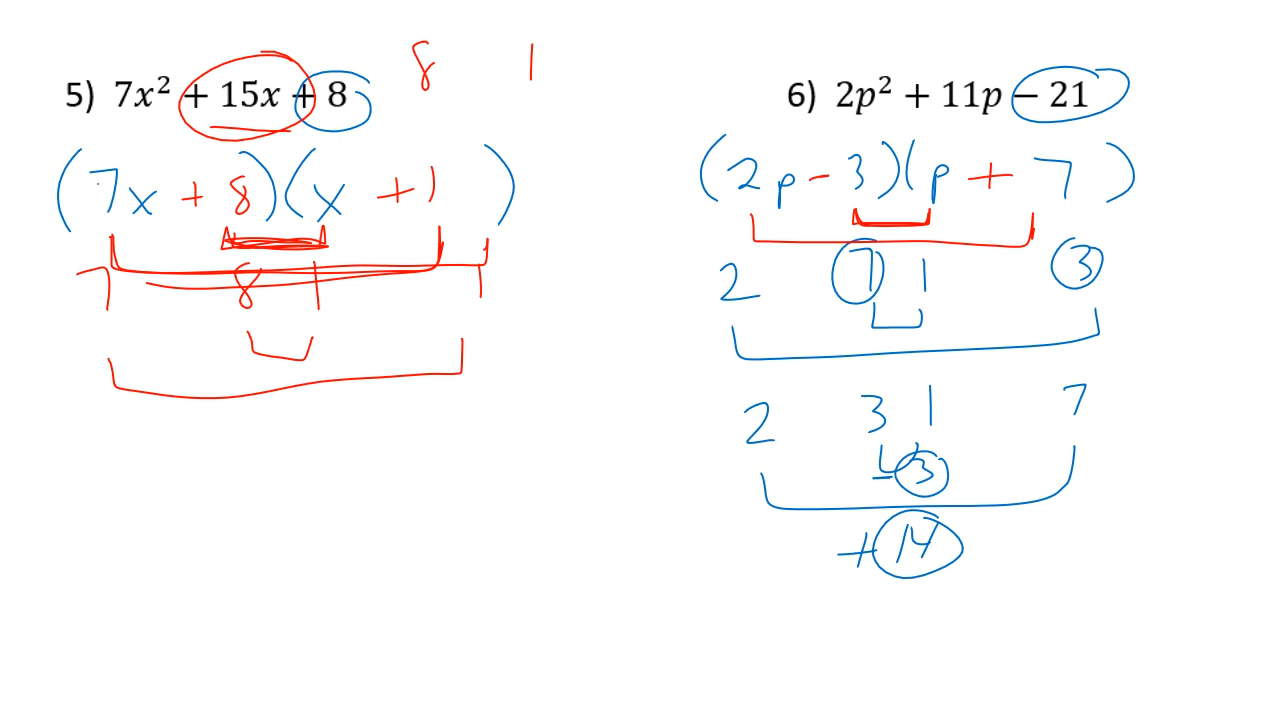 5) 7x² + 15x + 8
8 1
(7x + 8)(x + 1)
7 8 1 1
6) 2p² + 11p − 21
(2p - 3)(p + 7)
2 7 1 3
2 3 1 7
- 3
+ 14